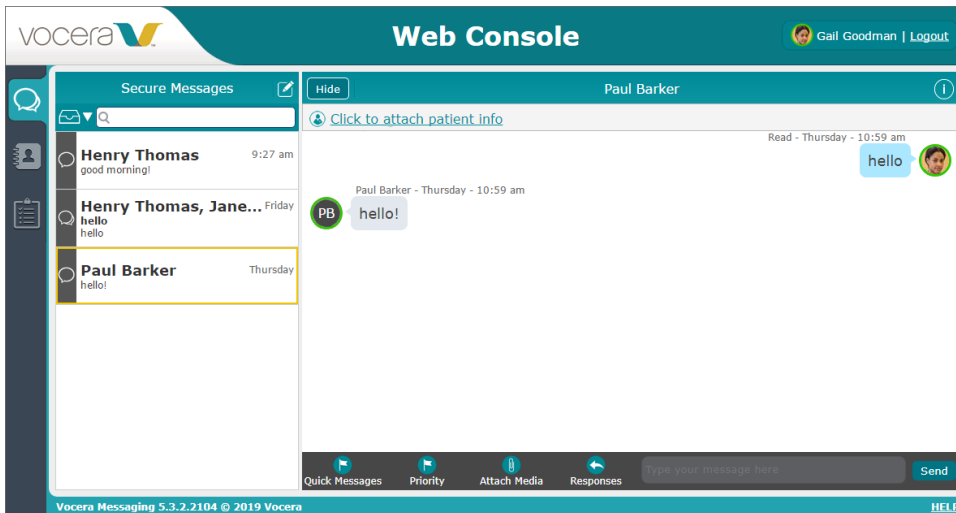 vocera
Web Console
Gail Goodman | Logout
Secure Messages
Hide
Paul Barker
Click to attach patient info
Henry Thomas 9:27 am
good morning!
Henry Thomas, Jane... Friday
hello
hello
Paul Barker Thursday
hello!
Read - Thursday - 10:59 am
hello
Paul Barker - Thursday - 10:59 am
PB
hello!
Quick Messages
Priority
Attach Media
Responses
Type your message here
Send
Vocera Messaging 5.3.2.2104 © 2019 Vocera
HELP